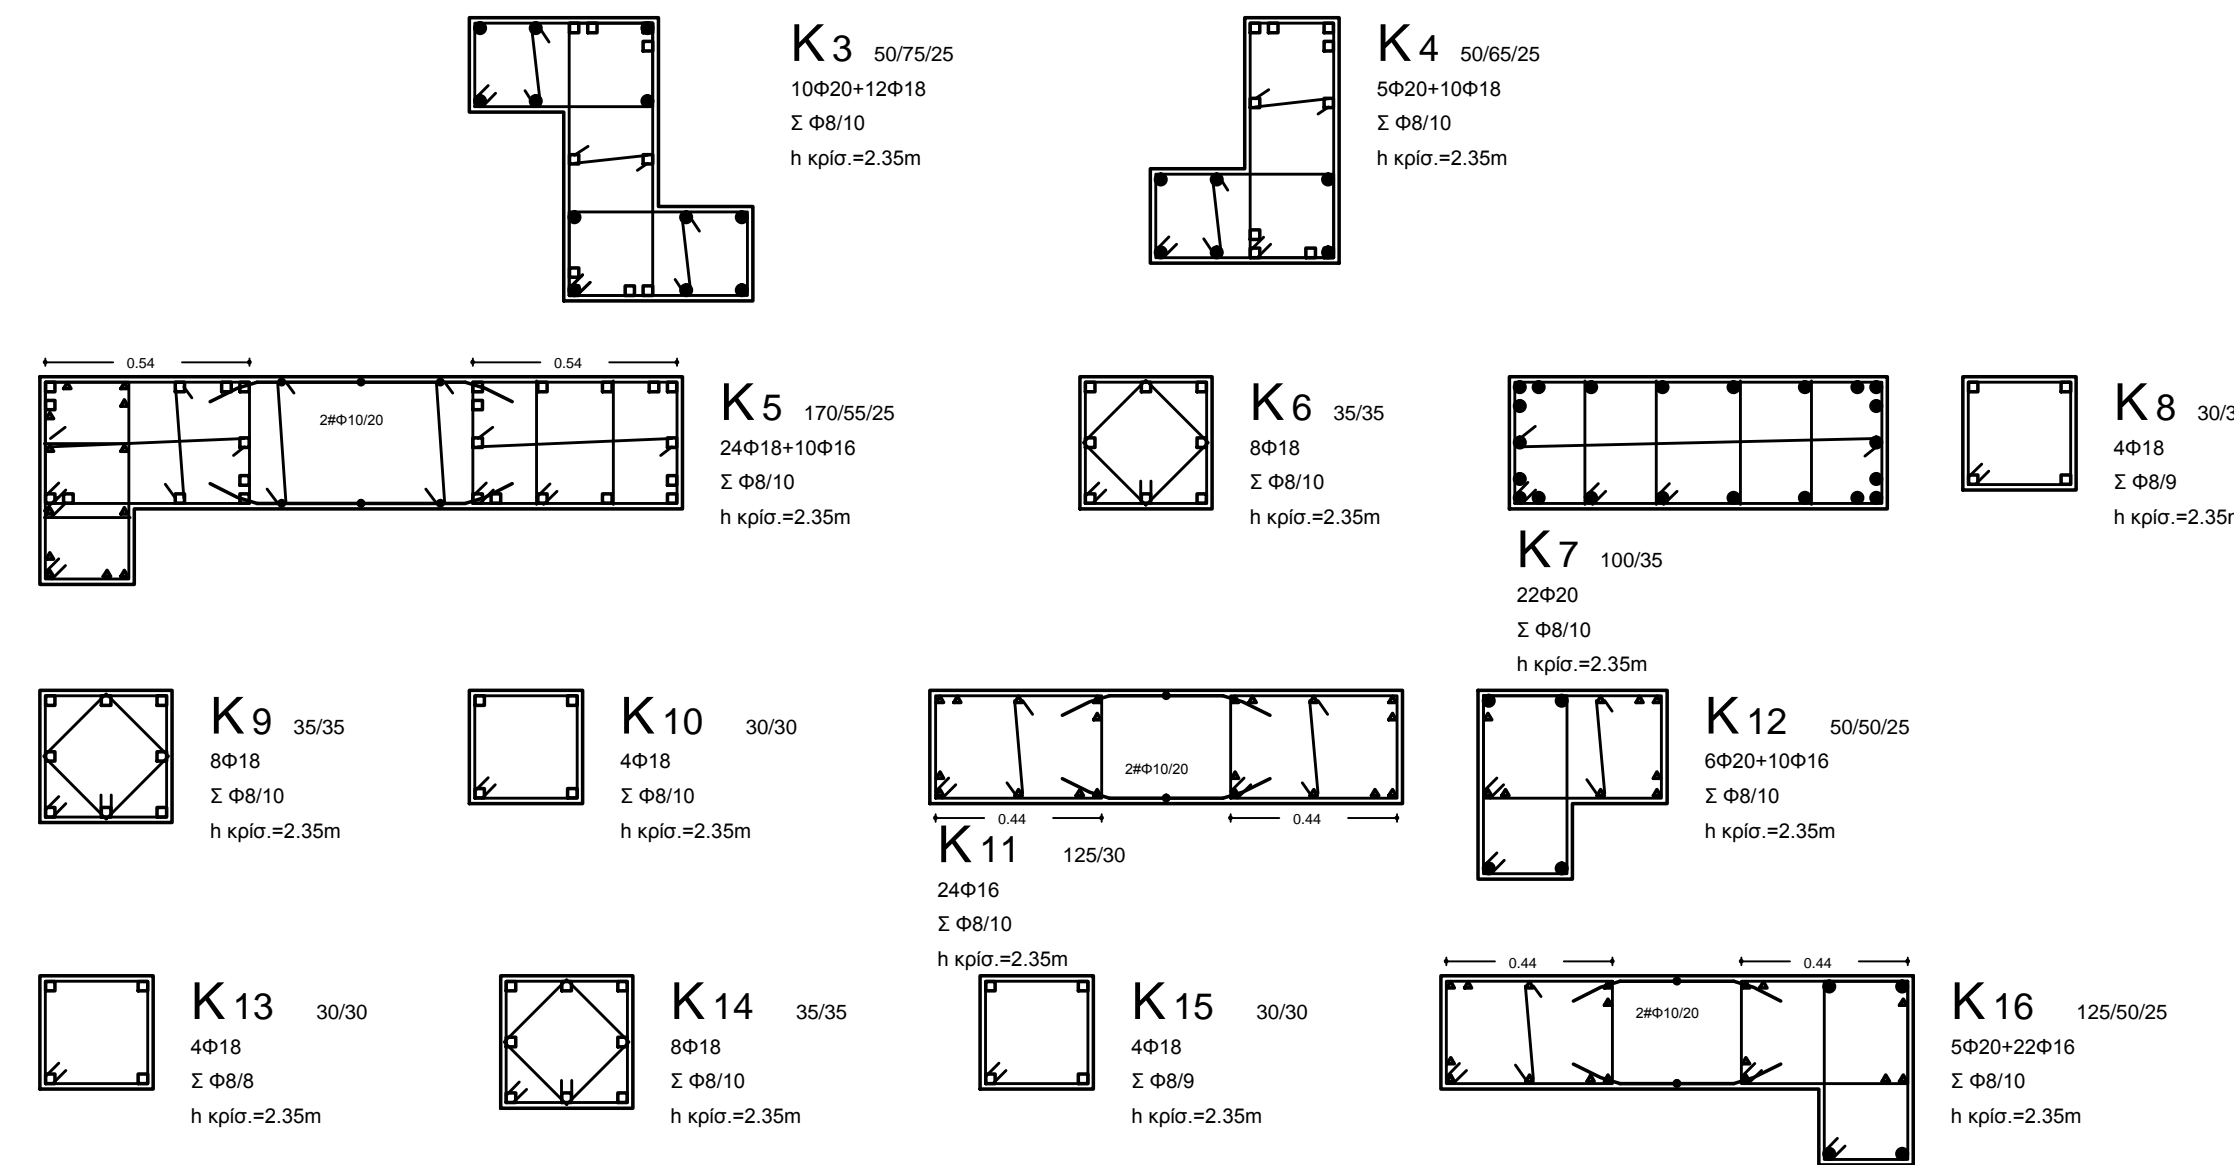 K3 50/75/25
10Φ20+12Φ18
Σ Φ8/10
h κρίσ.=2.35m
K4 50/65/25
5Φ20+10Φ18
Σ Φ8/10
h κρίσ.=2.35m
0.54
0.54
2#Φ10/20
K5 170/55/25
24Φ18+10Φ16
Σ Φ8/10
h κρίσ.=2.35m
K6 35/35
8Φ18
Σ Φ8/10
h κρίσ.=2.35m
K7 100/35
22Φ20
Σ Φ8/10
h κρίσ.=2.35m
K8
4Φ18
Σ Φ8/9
h κρίσ.=2.35m
K9 35/35
8Φ18
Σ Φ8/10
h κρίσ.=2.35m
K10 30/30
4Φ18
Σ Φ8/10
h κρίσ.=2.35m
2#Φ10/20
0.44
0.44
K11 125/30
24Φ16
Σ Φ8/10
h κρίσ.=2.35m
K12 50/50/25
6Φ20+10Φ16
Σ Φ8/10
h κρίσ.=2.35m
K13 30/30
4Φ18
Σ Φ8/8
h κρίσ.=2.35m
K14 35/35
8Φ18
Σ Φ8/10
h κρίσ.=2.35m
K15 30/30
4Φ18
Σ Φ8/9
h κρίσ.=2.35m
0.44
0.44
2#Φ10/20
K16 125/50/25
5Φ20+22Φ16
Σ Φ8/10
h κρίσ.=2.35m